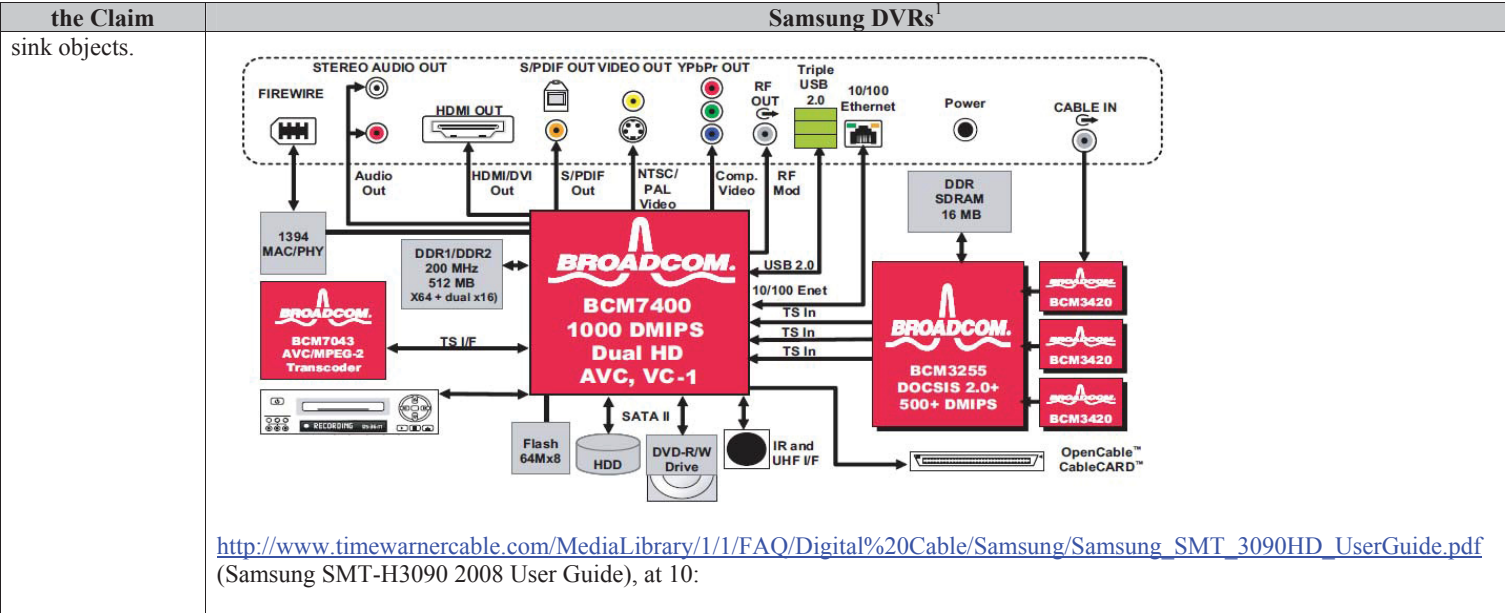 the Claim
Samsung DVRs1
sink objects.
STEREO AUDIO OUT
S/PDIF OUT
VIDEO OUT
YPbPr OUT
Triple
USB
2.0
RF
OUT
10/100
Ethernet
FIREWIRE
HDMI OUT
Power
CABLE IN
Audio
Out
HDMI/DVI
Out
S/PDIF
Out
NTSC/
PAL
Video
Comp.
Video
RF
Mod
DDR
SDRAM
16 MB
1394
MAC/PHY
DDR1/DDR2
200 MHz
512 MB
X64 + dual x16)
BROADCOM.
BCM7400
1000 DMIPS
Dual HD
AVC, VC-1
USB 2.0
10/100 Enet
TS In
TS In
TS In
BROADCOM.
BCM3255
DOCSIS 2.0+
500+ DMIPS
BROADCOM.
BCM3420
BROADCOM.
BCM3420
BROADCOM.
BCM3420
BROADCOM.
BCM7043
AVC/MPEG-2
Transcoder
TS I/F
RECORDING
SATA II
Flash
64Mx8
HDD
DVD-R/W
Drive
IR and
UHF I/F
OpenCable™
CableCARD™
http://www.timewarnercable.com/MediaLibrary/1/1/FAQ/Digital%20Cable/Samsung/Samsung_SMT_3090HD_UserGuide.pdf
(Samsung SMT-H3090 2008 User Guide), at 10: